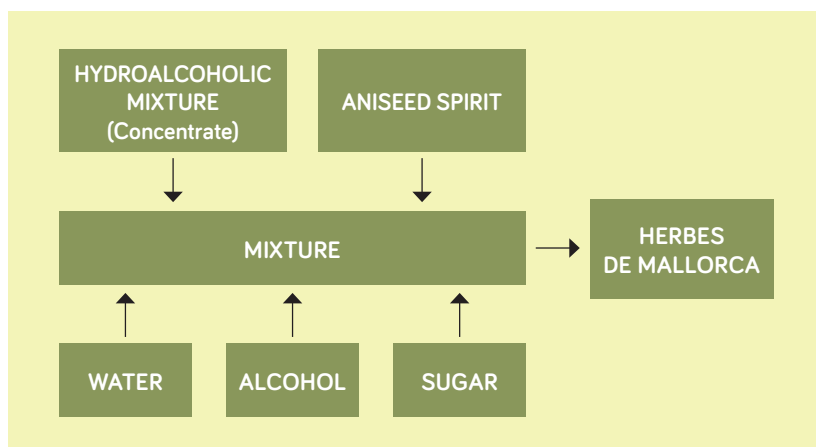 HYDROALCOHOLIC
MIXTURE
(Concentrate)
ANISEED SPIRIT
MIXTURE
HERBES
DE MALLORCA
WATER
ALCOHOL
SUGAR